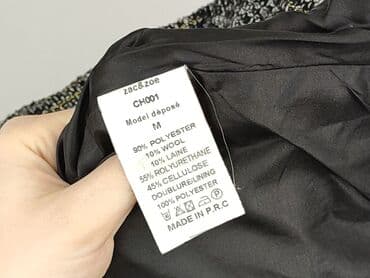 zac&zoe
CH001
Model déposé
M
90% POLYESTER
10% WOOL
10% LAINE
55% ROLYURETHANE
45% CELLULOSE
DOUBLURE/LINING
100% POLYESTER
MADE IN P.R.C